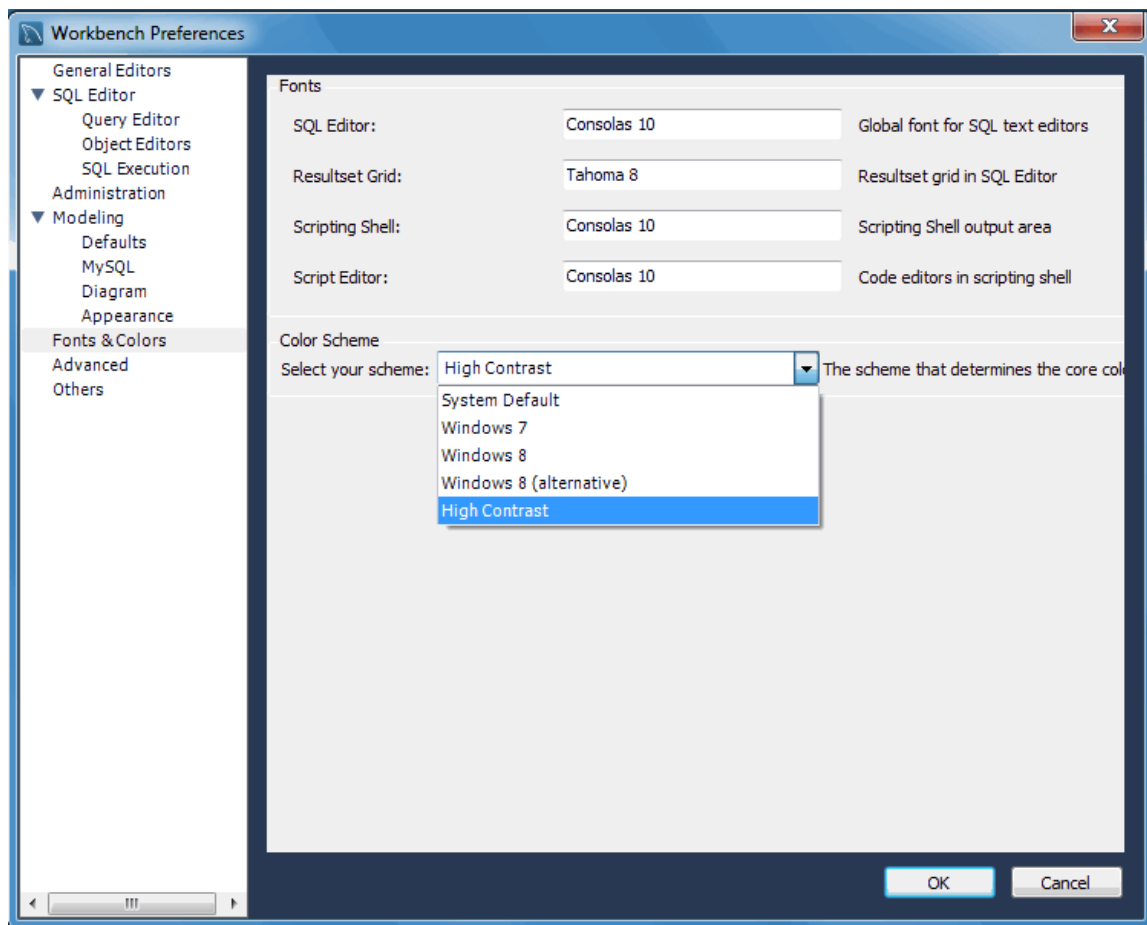 Workbench Preferences
General Editors
SQL Editor
Query Editor
Object Editors
SQL Execution
Administration
Modeling
Defaults
MySQL
Diagram
Appearance
Fonts & Colors
Advanced
Others
Fonts
SQL Editor: Consolas 10 Global font for SQL text editors
Resultset Grid: Tahoma 8 Resultset grid in SQL Editor
Scripting Shell: Consolas 10 Scripting Shell output area
Script Editor: Consolas 10 Code editors in scripting shell
Color Scheme
Select your scheme: High Contrast The scheme that determines the core
System Default
Windows 7
Windows 8
Windows 8 (alternative)
High Contrast
OK Cancel